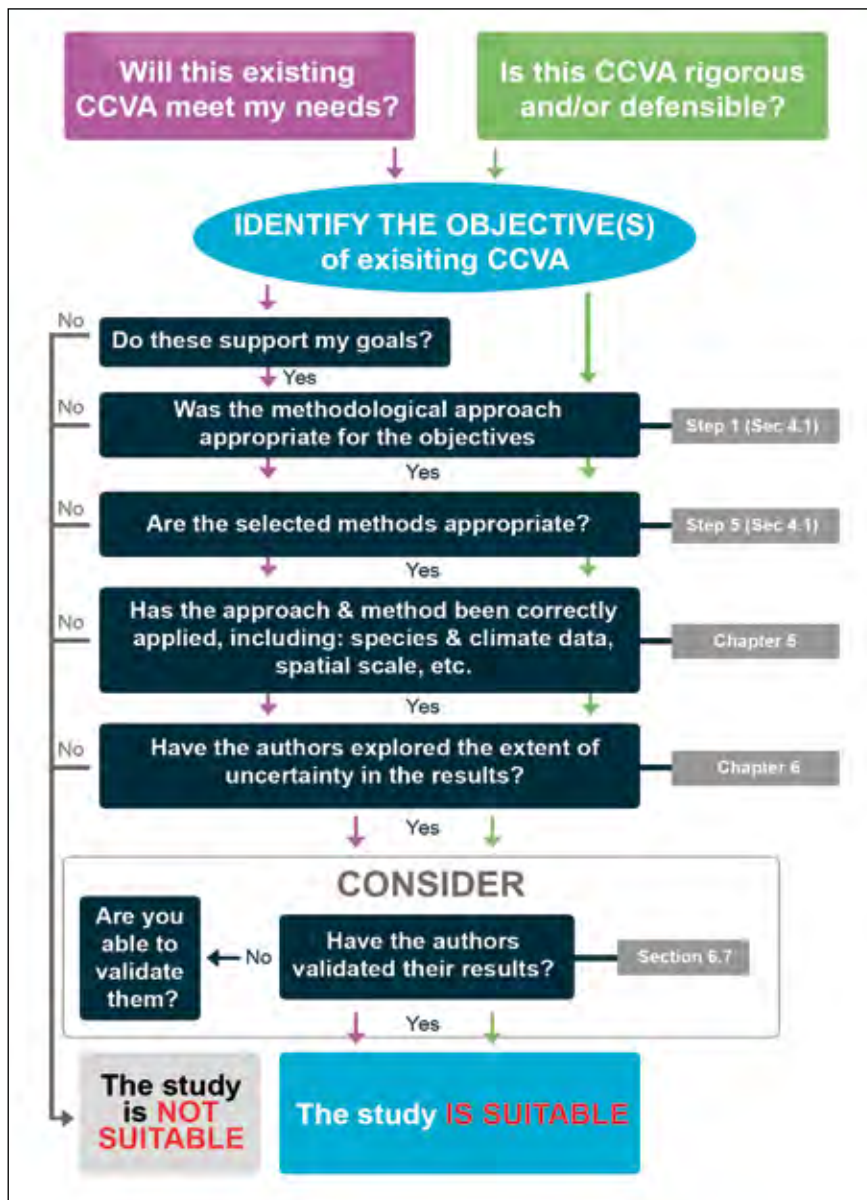 Will this existing
CCVA meet my needs?
Is this CCVA rigorous
and/or defensible?
IDENTIFY THE OBJECTIVE(S)
of exisiting CCVA
No
Do these support my goals?
Yes
No
Was the methodological approach
appropriate for the objectives
Step 1 (Sec 4.1)
Yes
No
Are the selected methods appropriate?
Step 5 (Sec 4.1)
Yes
No
Has the approach & method been correctly
applied, including: species & climate data,
spatial scale, etc.
Chapter 5
Yes
No
Have the authors explored the extent of
uncertainty in the results?
Chapter 6
Yes
CONSIDER
Are you
able to
validate
them?
No
Have the authors
validated their results?
Section 6.7
Yes
The study
is NOT
SUITABLE
The study IS SUITABLE